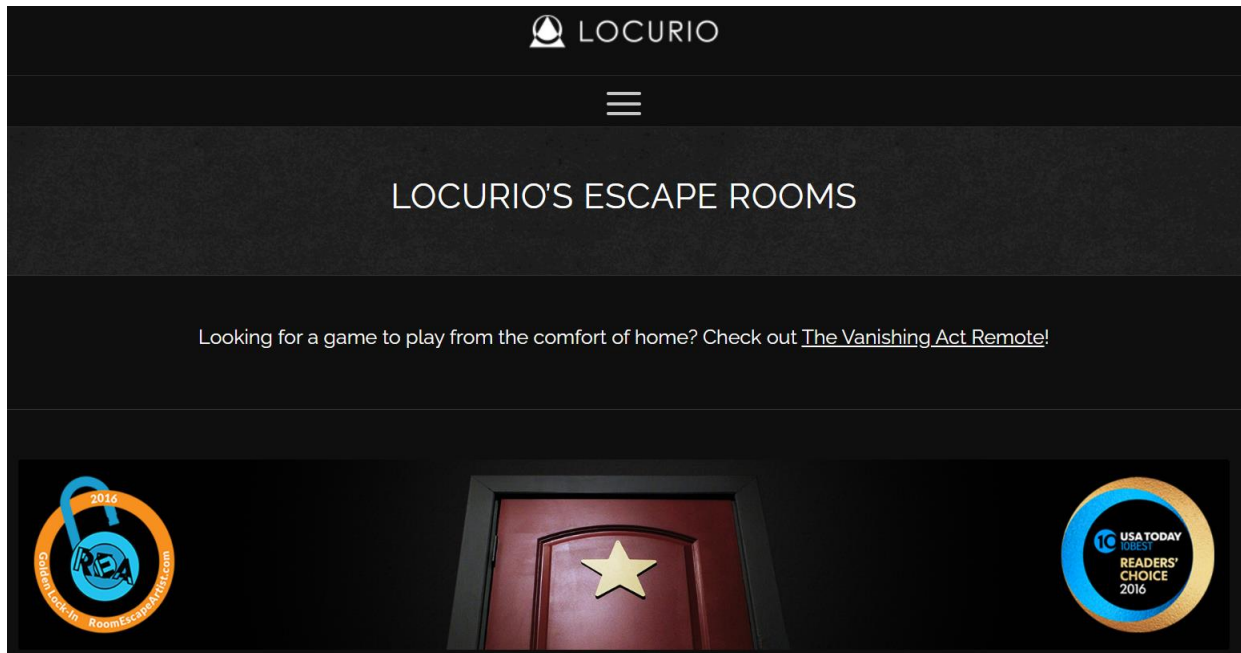 LOCURIO
LOCURIO'S ESCAPE ROOMS
Looking for a game to play from the comfort of home? Check out The Vanishing Act Remote!
2016
REA
Golden Lock-In RoomEscapeArtist.com
10 USA TODAY
10BEST
READERS'
CHOICE
2016